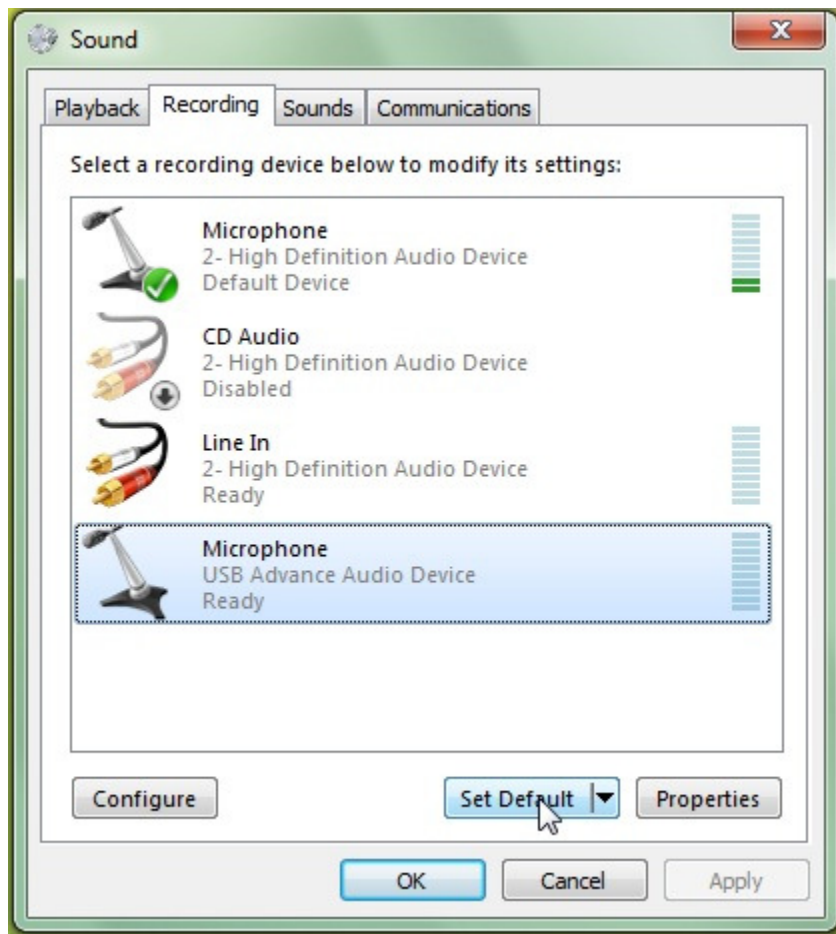 Sound
Playback Recording Sounds Communications
Select a recording device below to modify its settings:
Microphone
2- High Definition Audio Device
Default Device
CD Audio
2- High Definition Audio Device
Disabled
Line In
2- High Definition Audio Device
Ready
Microphone
USB Advance Audio Device
Ready
Configure Set Default Properties
OK Cancel Apply